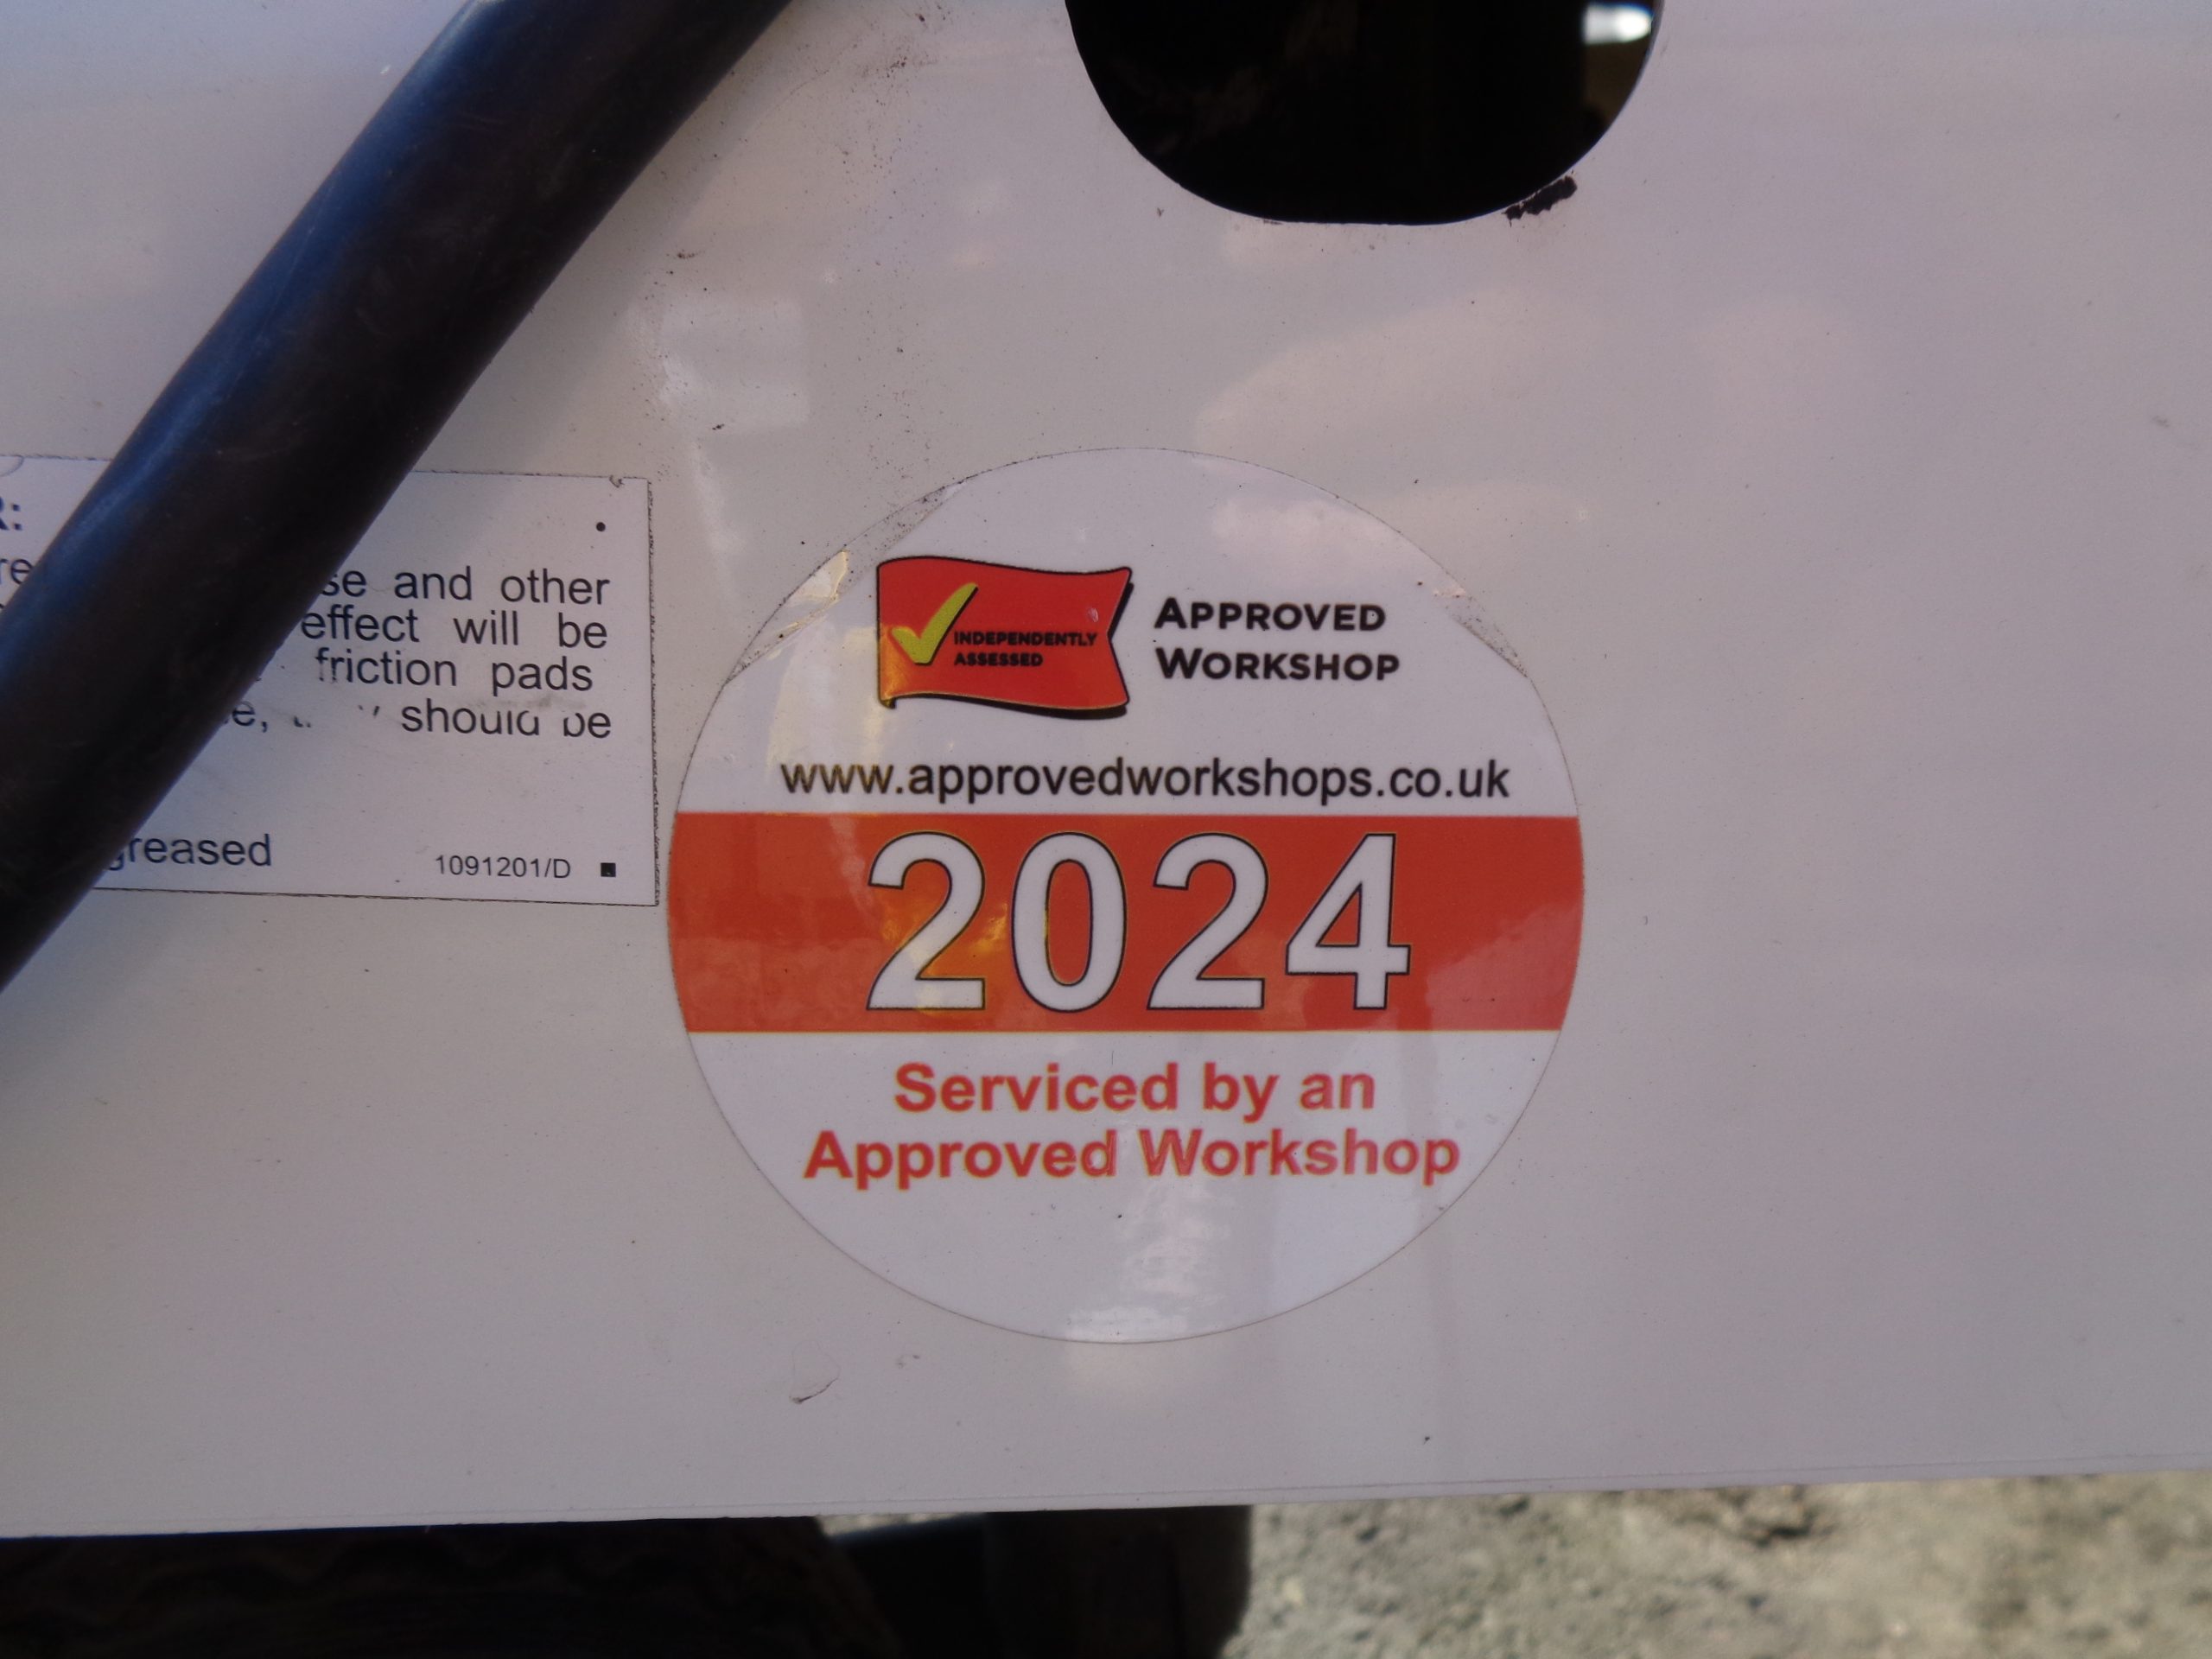 R:
and other
effect will be
friction pads
should be
greased
1091201/D
INDEPENDENTLY
ASSESSED
APPROVED
WORKSHOP
www.approvedworkshops.co.uk
2024
Serviced by an
Approved Workshop